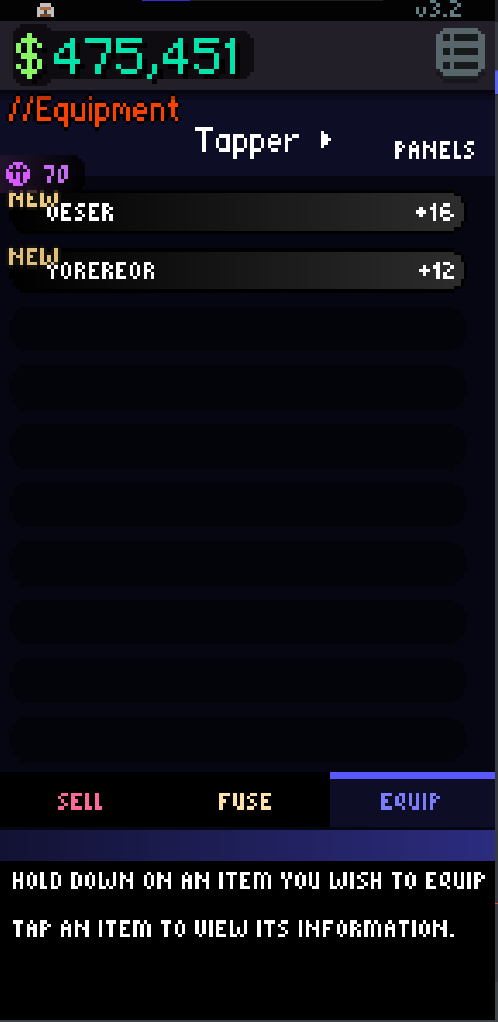 v3.2
$475,451
//Equipment
Tapper
PANELS
70
NEW
VESER +16
NEW
YOREREOR +12
SELL FUSE EQUIP
HOLD DOWN ON AN ITEM YOU WISH TO EQUIP
TAP AN ITEM TO VIEW ITS INFORMATION.